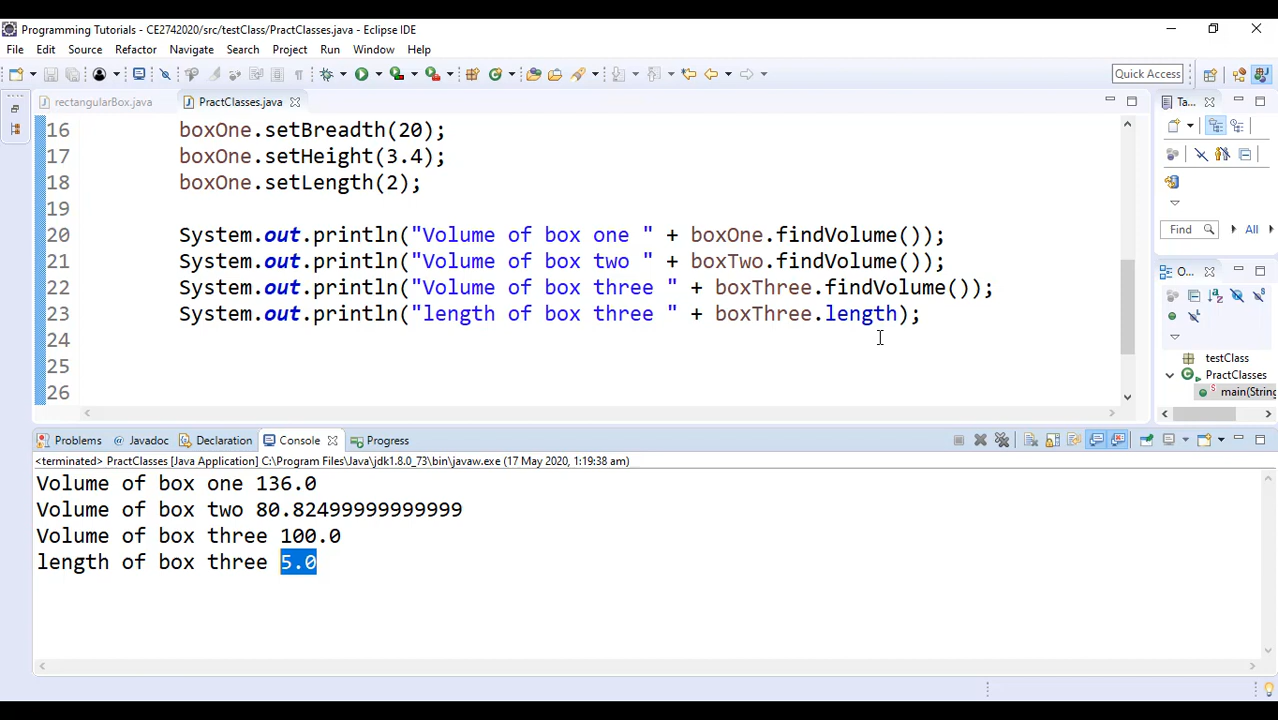 Programming Tutorials - CE2742020/src/testClass/PractClasses.java - Eclipse IDE
File Edit Source Refactor Navigate Search Project Run Window Help
Quick Access
rectangularBox.java PractClasses.java
16 boxOne.setBreadth(20);
17 boxOne.setHeight(3.4);
18 boxOne.setLength(2);
19
20 System.out.println("Volume of box one " + boxOne.findVolume());
21 System.out.println("Volume of box two " + boxTwo.findVolume());
22 System.out.println("Volume of box three " + boxThree.findVolume());
23 System.out.println("length of box three " + boxThree.length);
24
25
26
Ta...
Find All
O...
testClass
PractClasses
main(String
Problems Javadoc Declaration Console Progress
<terminated> PractClasses [Java Application] C:\Program Files\Java\jdk1.8.0_73\bin\javaw.exe (17 May 2020, 1:19:38 am)
Volume of box one 136.0
Volume of box two 80.82499999999999
Volume of box three 100.0
length of box three 5.0